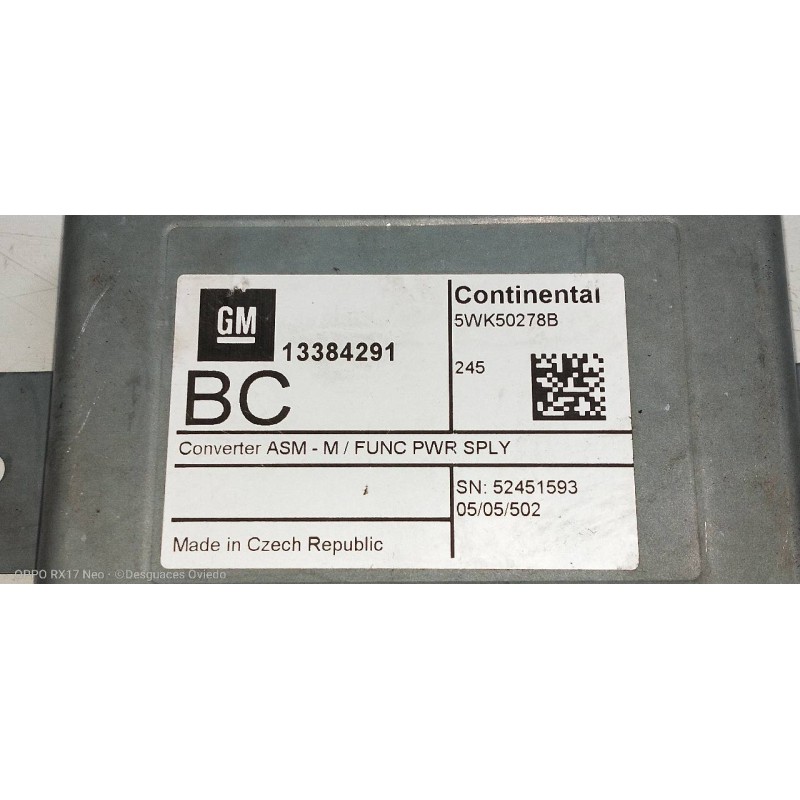 GM
13384291
BC
Continental
5WK50278B
245
Converter ASM - M / FUNC PWR SPLY
SN: 52451593
05/05/502
Made in Czech Republic
OPPO RX17 Neo - ©Desguaces Oviedo